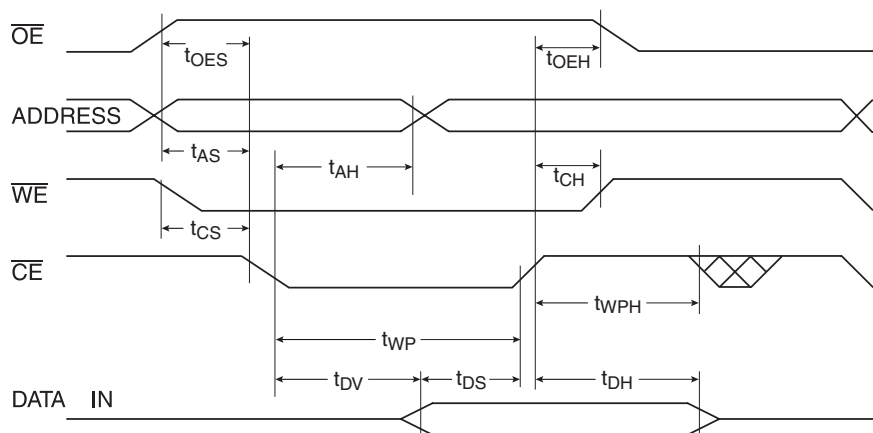 OE
tOES
tOEH
ADDRESS
tAS
tAH
tCH
WE
tCS
CE
tWPH
tWP
tDV
tDS
tDH
DATA IN